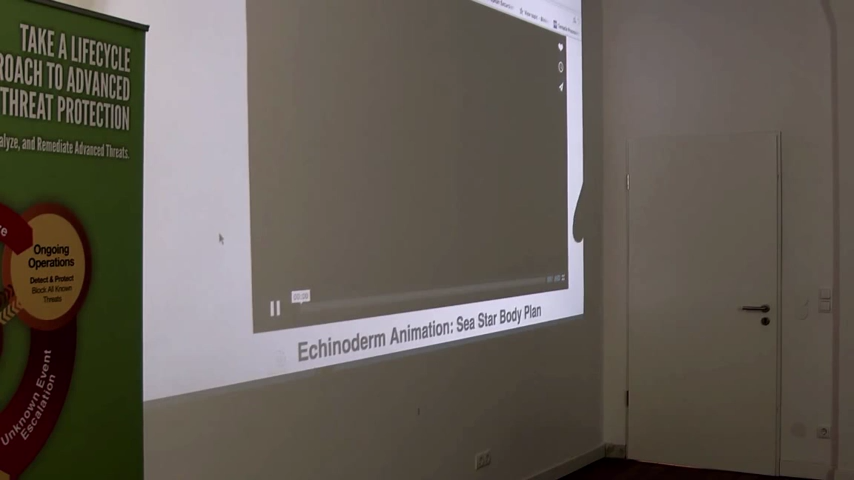 TAKE A LIFECYCLE
ROACH TO ADVANCED
THREAT PROTECTION
alyze, and Remediate Advanced Threats.
Ongoing
Operations
Detect & Protect
Block All Known
Threats
Unknown Event
Escalation
00:00
Echinoderm Animation: Sea Star Body Plan